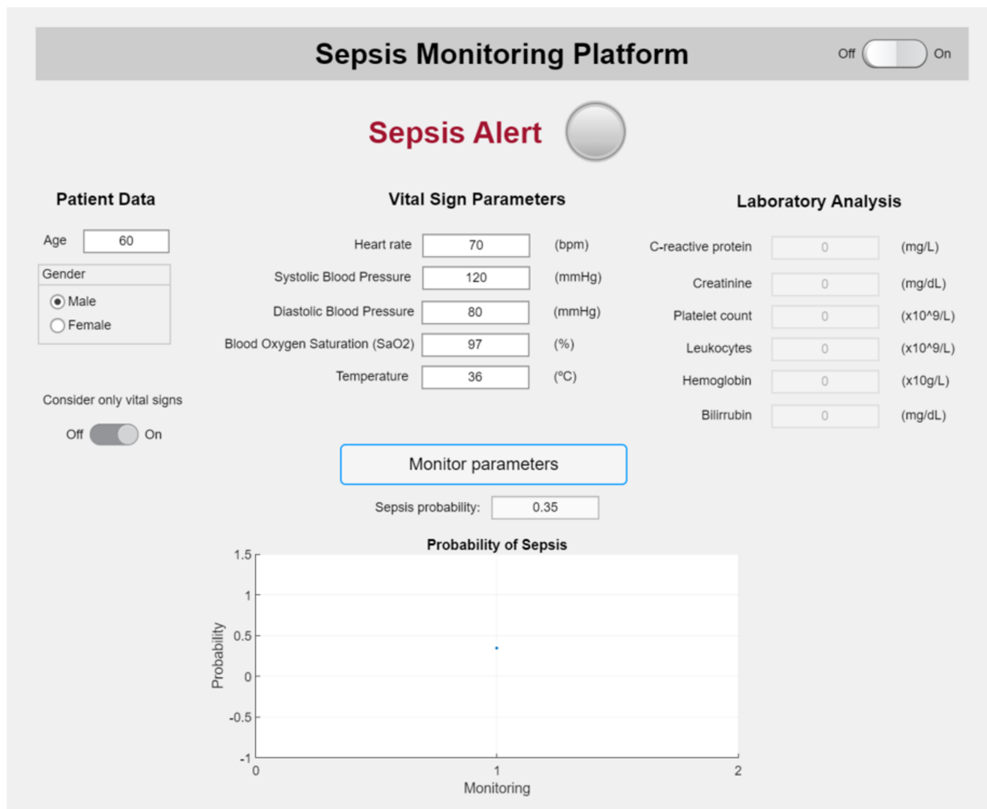 Sepsis Monitoring Platform
Off On
Sepsis Alert
Patient Data
Age 60
Gender
Male
Female
Consider only vital signs
Off On
Vital Sign Parameters
Heart rate 70 (bpm)
Systolic Blood Pressure 120 (mmHg)
Diastolic Blood Pressure 80 (mmHg)
Blood Oxygen Saturation (SaO2) 97 (%)
Temperature 36 (ºC)
Laboratory Analysis
C-reactive protein 0 (mg/L)
Creatinine 0 (mg/dL)
Platelet count 0 (x10^9/L)
Leukocytes 0 (x10^9/L)
Hemoglobin 0 (x10g/L)
Bilirrubin 0 (mg/dL)
Monitor parameters
Sepsis probability: 0.35
Probability of Sepsis
Probability
1.5
1
0.5
0
-0.5
-1
0 1 2
Monitoring